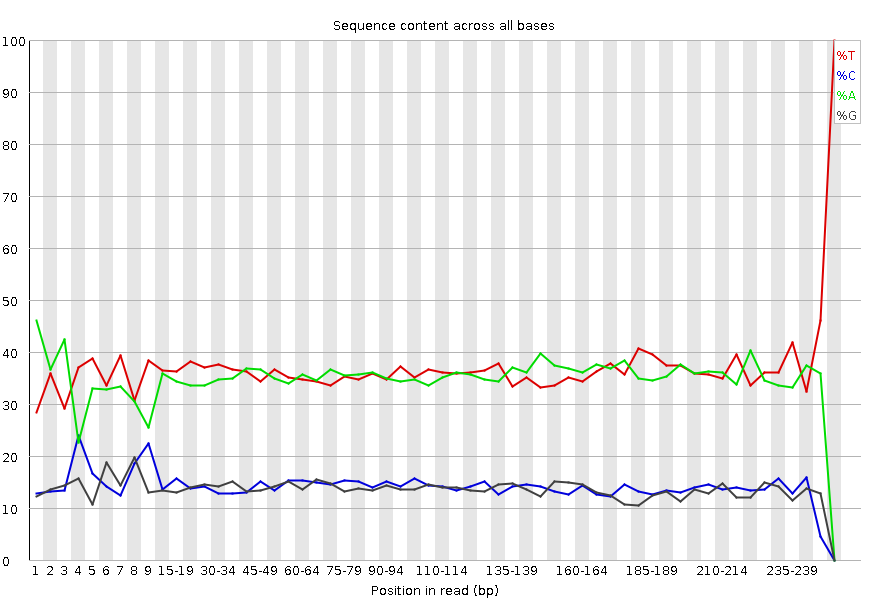 Sequence content across all bases
100
90
80
70
60
50
40
30
20
10
0
%T
%C
%A
%G
1 2 3 4 5 6 7 8 9 15-19 30-34 45-49 60-64 75-79 90-94 110-114 135-139 160-164 185-189 210-214 235-239
Position in read (bp)